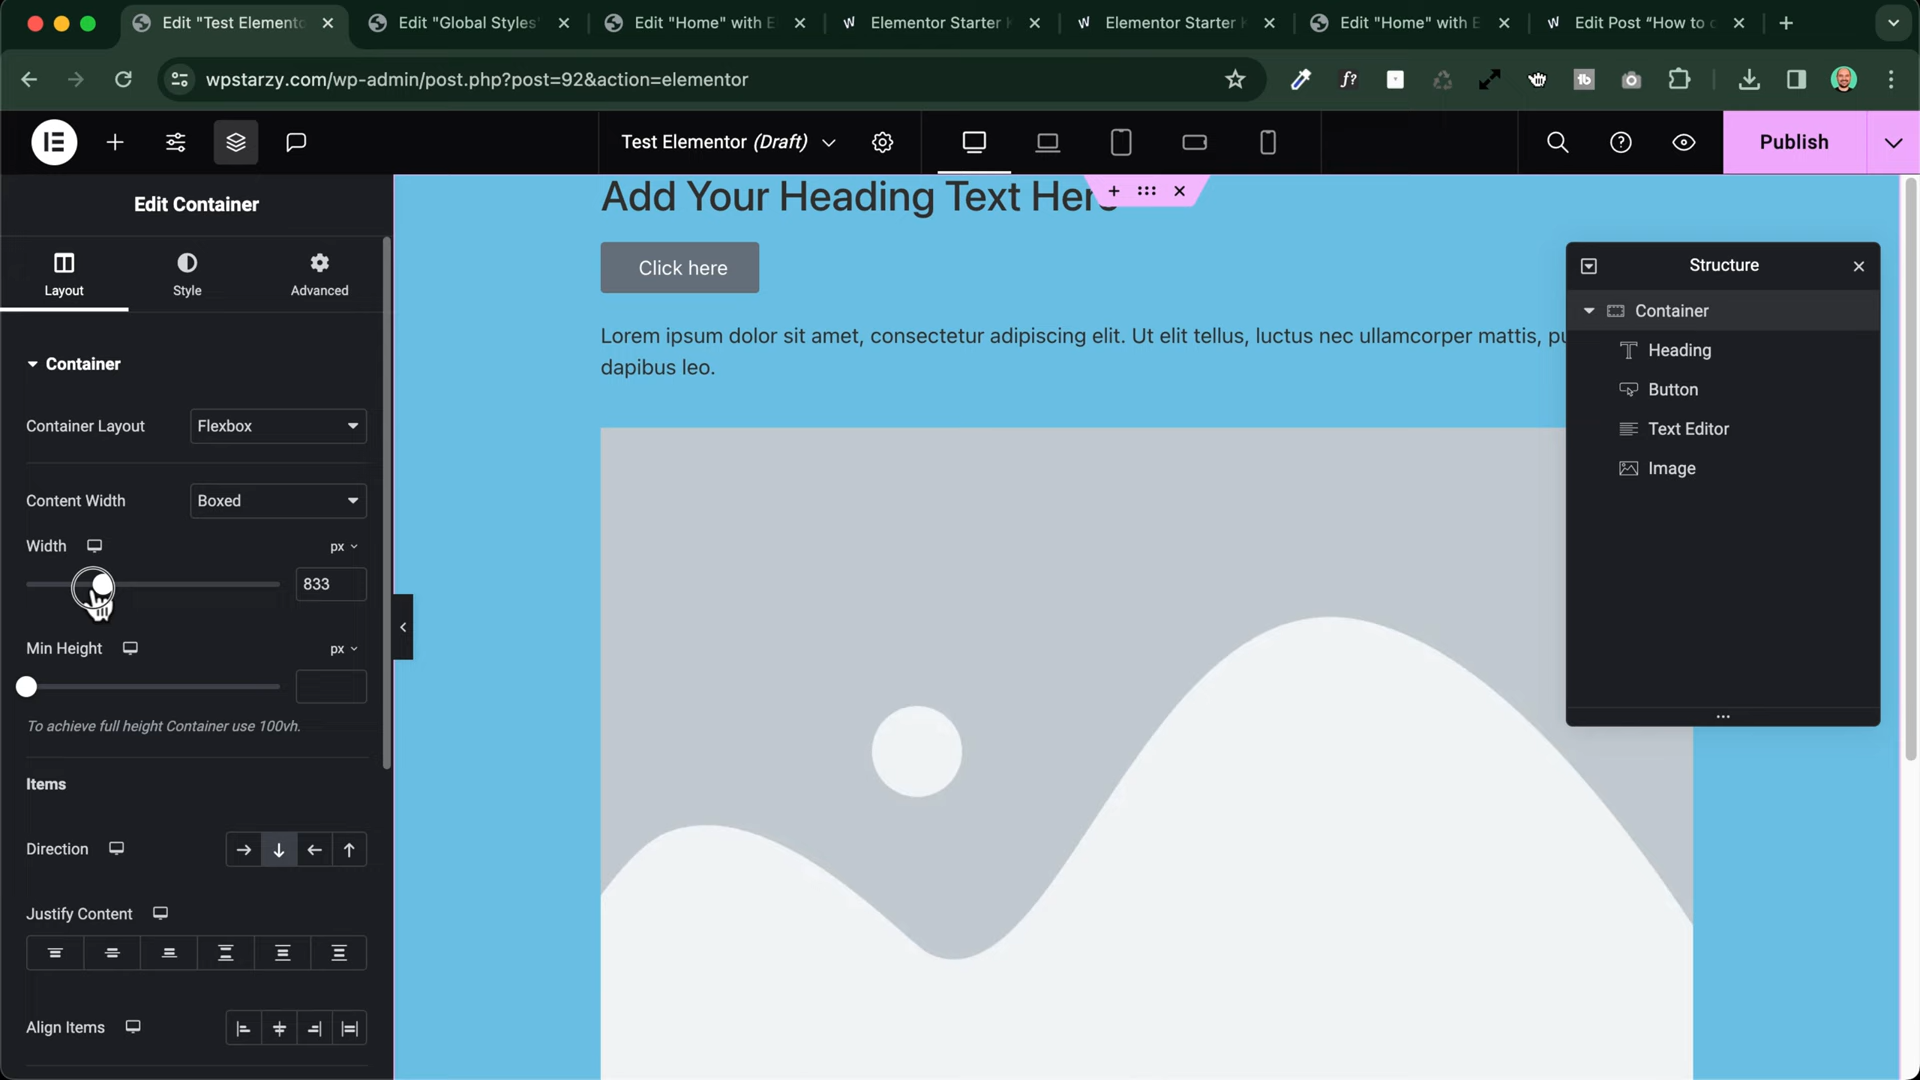 Edit "Test Elemento
Edit "Global Styles"
Edit "Home" with E
Elementor Starter K
Elementor Starter K
Edit "Home" with E
Edit Post “How to c
wpstarzy.com/wp-admin/post.php?post=92&action=elementor
f?
tb
Test Elementor (Draft)
Publish
Edit Container
Layout
Style
Advanced
Container
Container Layout
Flexbox
Content Width
Boxed
Width
px
833
Min Height
px
To achieve full height Container use 100vh.
Items
Direction
Justify Content
Align Items
Add Your Heading Text Here
Click here
Lorem ipsum dolor sit amet, consectetur adipiscing elit. Ut elit tellus, luctus nec ullamcorper mattis, pu
dapibus leo.
Structure
Container
Heading
Button
Text Editor
Image